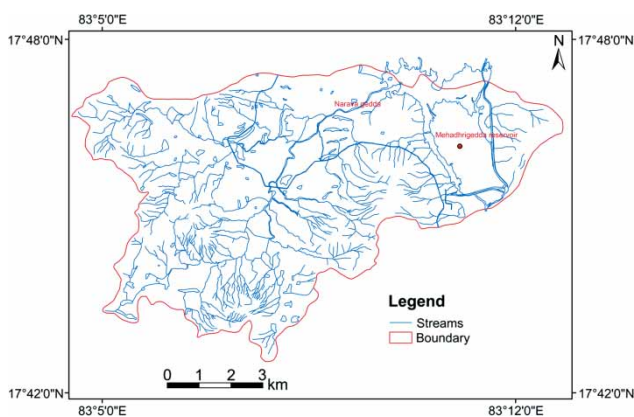 83°5'0"E
83°12'0"E
17°48'0"N
17°48'0"N
N
Narava gedda
Mehadhrigedda reservoir
Legend
Streams
Boundary
0 1 2 3
km
17°42'0"N
17°42'0"N
83°5'0"E
83°12'0"E